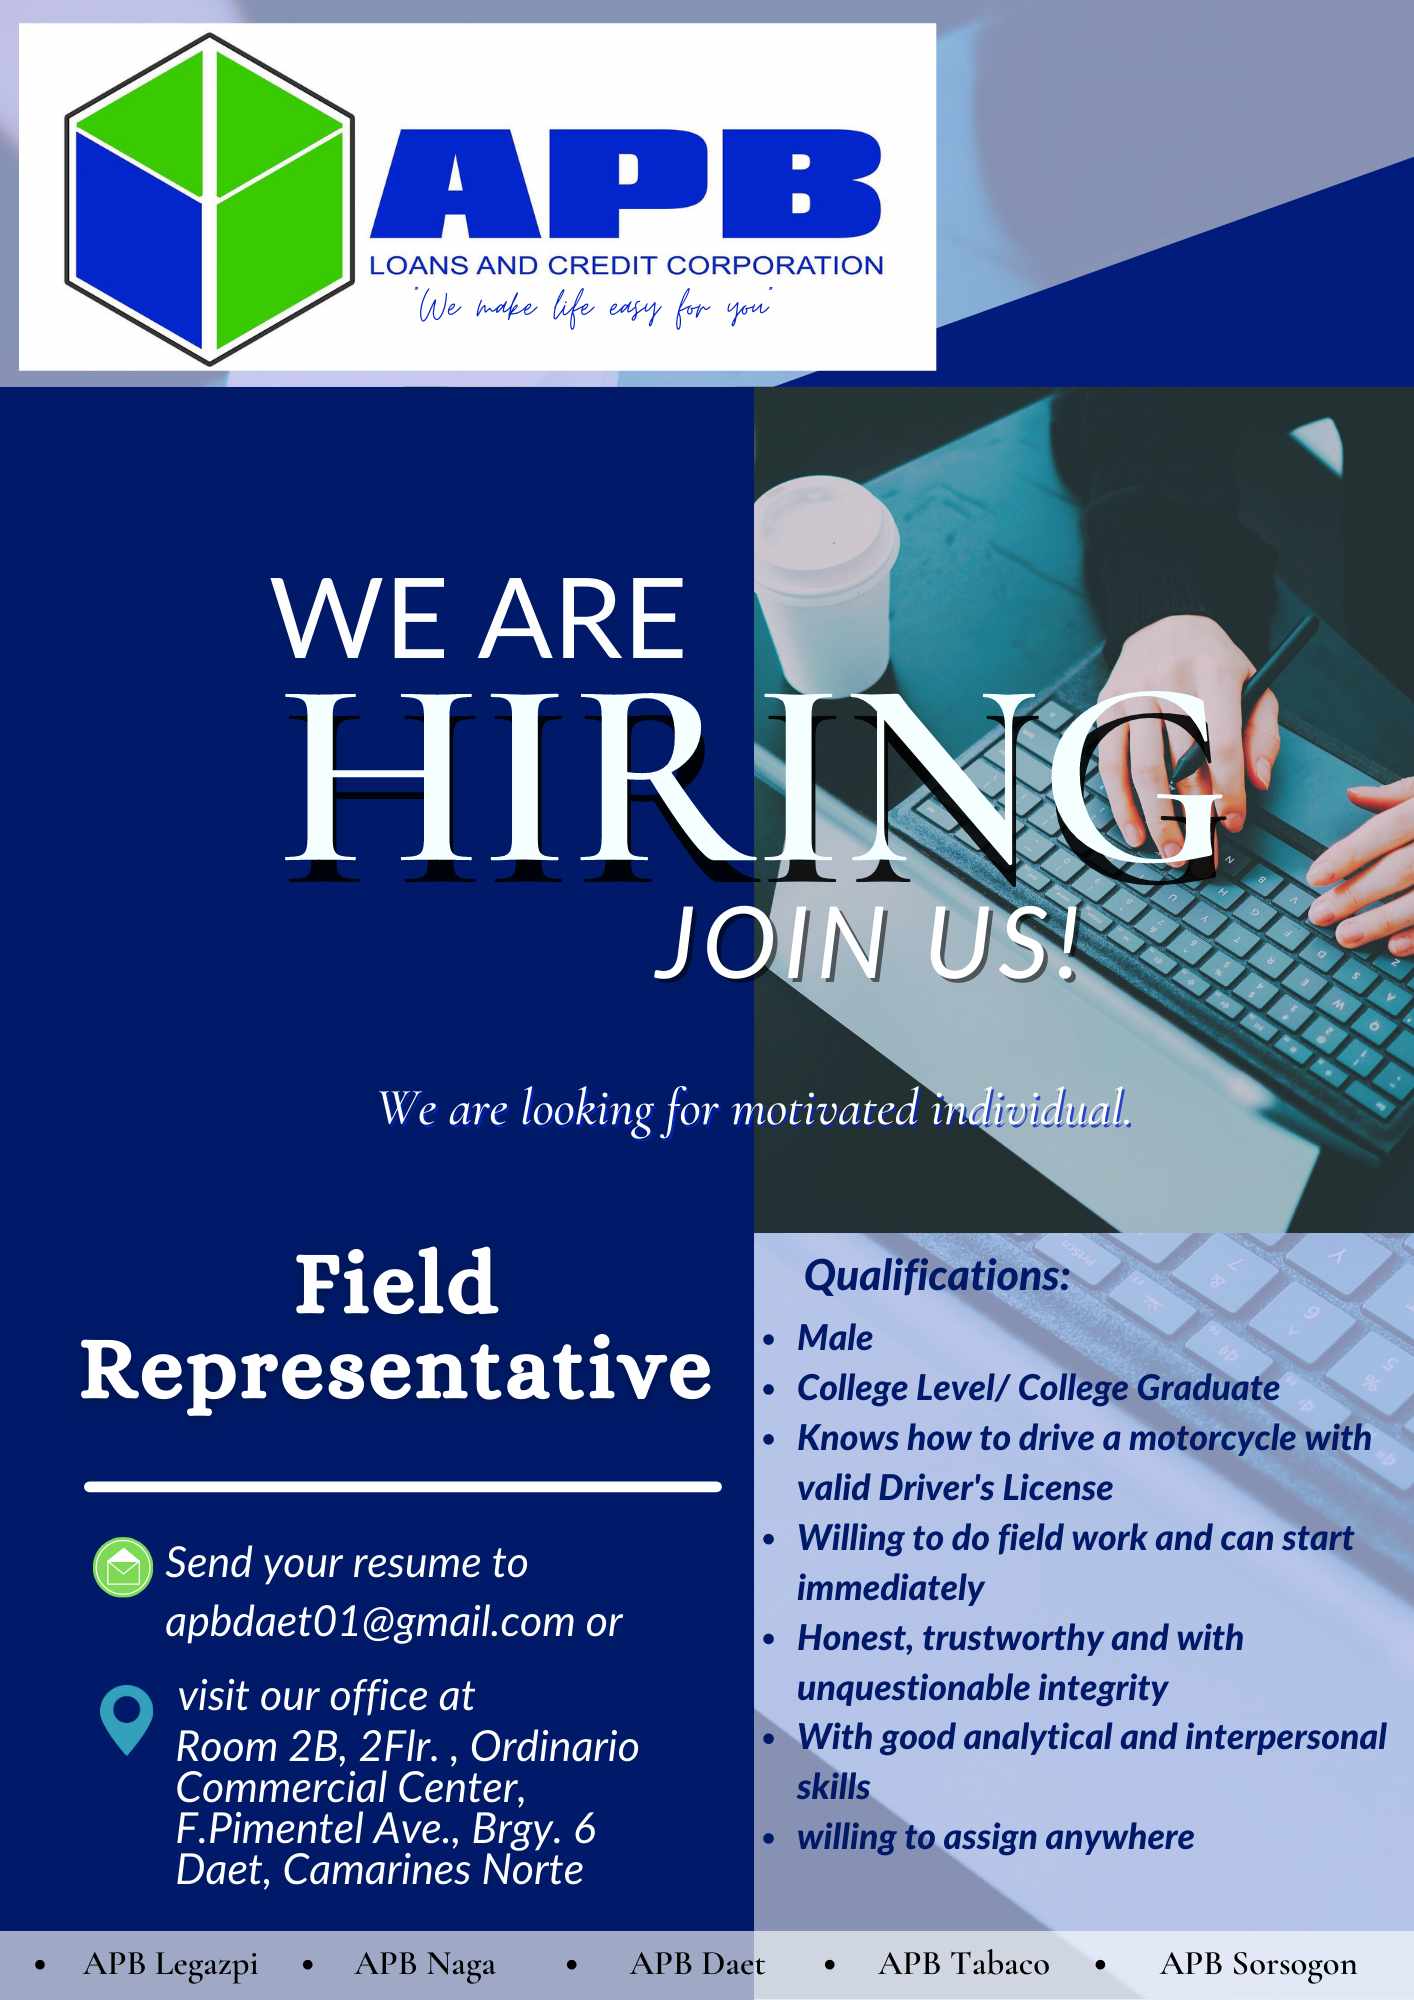 APB
LOANS AND CREDIT CORPORATION
"We make life easy for you"
WE ARE
HIRING
JOIN US!
We are looking for motivated individual.
Field
Representative
Send your resume to
apbdaet01@gmail.com or
visit our office at
Room 2B, 2Flr. , Ordinario
Commercial Center,
F.Pimentel Ave., Brgy. 6
Daet, Camarines Norte
Qualifications:
• Male
• College Level/ College Graduate
• Knows how to drive a motorcycle with
valid Driver's License
• Willing to do field work and can start
immediately
• Honest, trustworthy and with
unquestionable integrity
• With good analytical and interpersonal
skills
• willing to assign anywhere
• APB Legazpi • APB Naga • APB Daet • APB Tabaco • APB Sorsogon